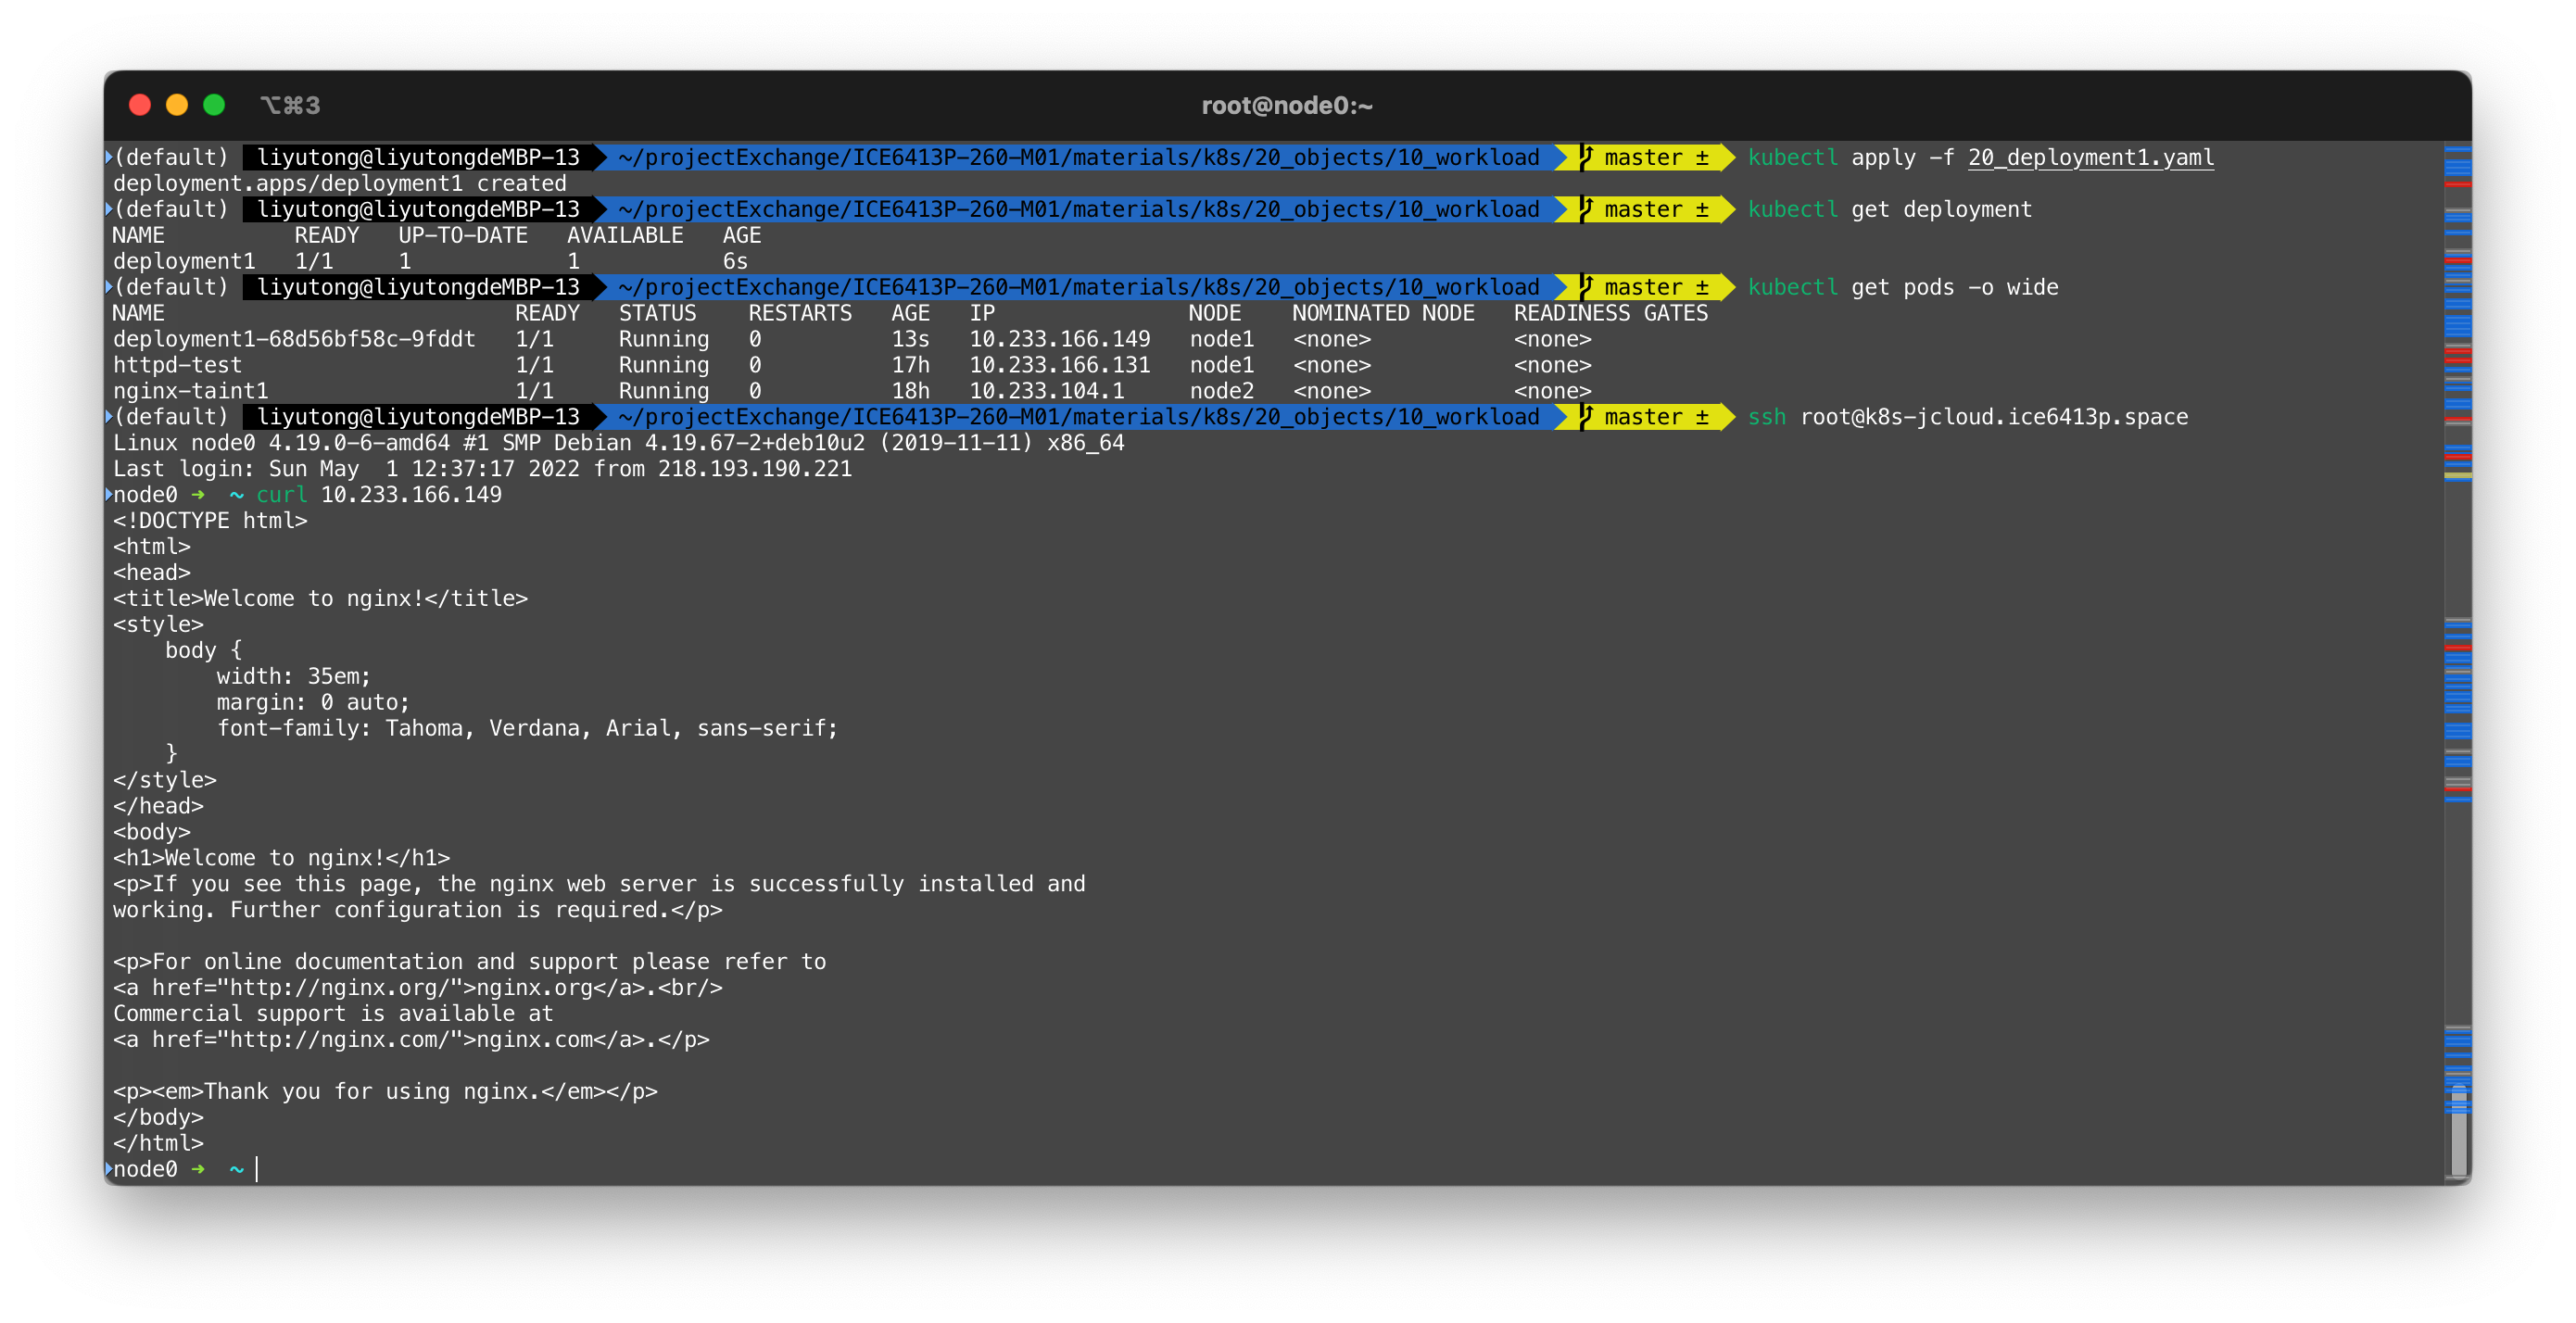 ⌥⌘3 root@node0:~
(default) liyutong@liyutongdeMBP-13 ~/projectExchange/ICE6413P-260-M01/materials/k8s/20_objects/10_workload master ± kubectl apply -f 20_deployment1.yaml
deployment.apps/deployment1 created
(default) liyutong@liyutongdeMBP-13 ~/projectExchange/ICE6413P-260-M01/materials/k8s/20_objects/10_workload master ± kubectl get deployment
NAME          READY   UP-TO-DATE   AVAILABLE   AGE
deployment1   1/1     1            1           6s
(default) liyutong@liyutongdeMBP-13 ~/projectExchange/ICE6413P-260-M01/materials/k8s/20_objects/10_workload master ± kubectl get pods -o wide
NAME                           READY   STATUS    RESTARTS   AGE   IP               NODE    NOMINATED NODE   READINESS GATES
deployment1-68d56bf58c-9fddt   1/1     Running   0          13s   10.233.166.149   node1   <none>           <none>
httpd-test                     1/1     Running   0          17h   10.233.166.131   node1   <none>           <none>
nginx-taint1                   1/1     Running   0          18h   10.233.104.1     node2   <none>           <none>
(default) liyutong@liyutongdeMBP-13 ~/projectExchange/ICE6413P-260-M01/materials/k8s/20_objects/10_workload master ± ssh root@k8s-jcloud.ice6413p.space
Linux node0 4.19.0-6-amd64 #1 SMP Debian 4.19.67-2+deb10u2 (2019-11-11) x86_64
Last login: Sun May  1 12:37:17 2022 from 218.193.190.221
node0 ➜  ~ curl 10.233.166.149
<!DOCTYPE html>
<html>
<head>
<title>Welcome to nginx!</title>
<style>
    body {
        width: 35em;
        margin: 0 auto;
        font-family: Tahoma, Verdana, Arial, sans-serif;
    }
</style>
</head>
<body>
<h1>Welcome to nginx!</h1>
<p>If you see this page, the nginx web server is successfully installed and
working. Further configuration is required.</p>

<p>For online documentation and support please refer to
<a href="http://nginx.org/">nginx.org</a>.<br/>
Commercial support is available at
<a href="http://nginx.com/">nginx.com</a>.</p>

<p><em>Thank you for using nginx.</em></p>
</body>
</html>
node0 ➜  ~